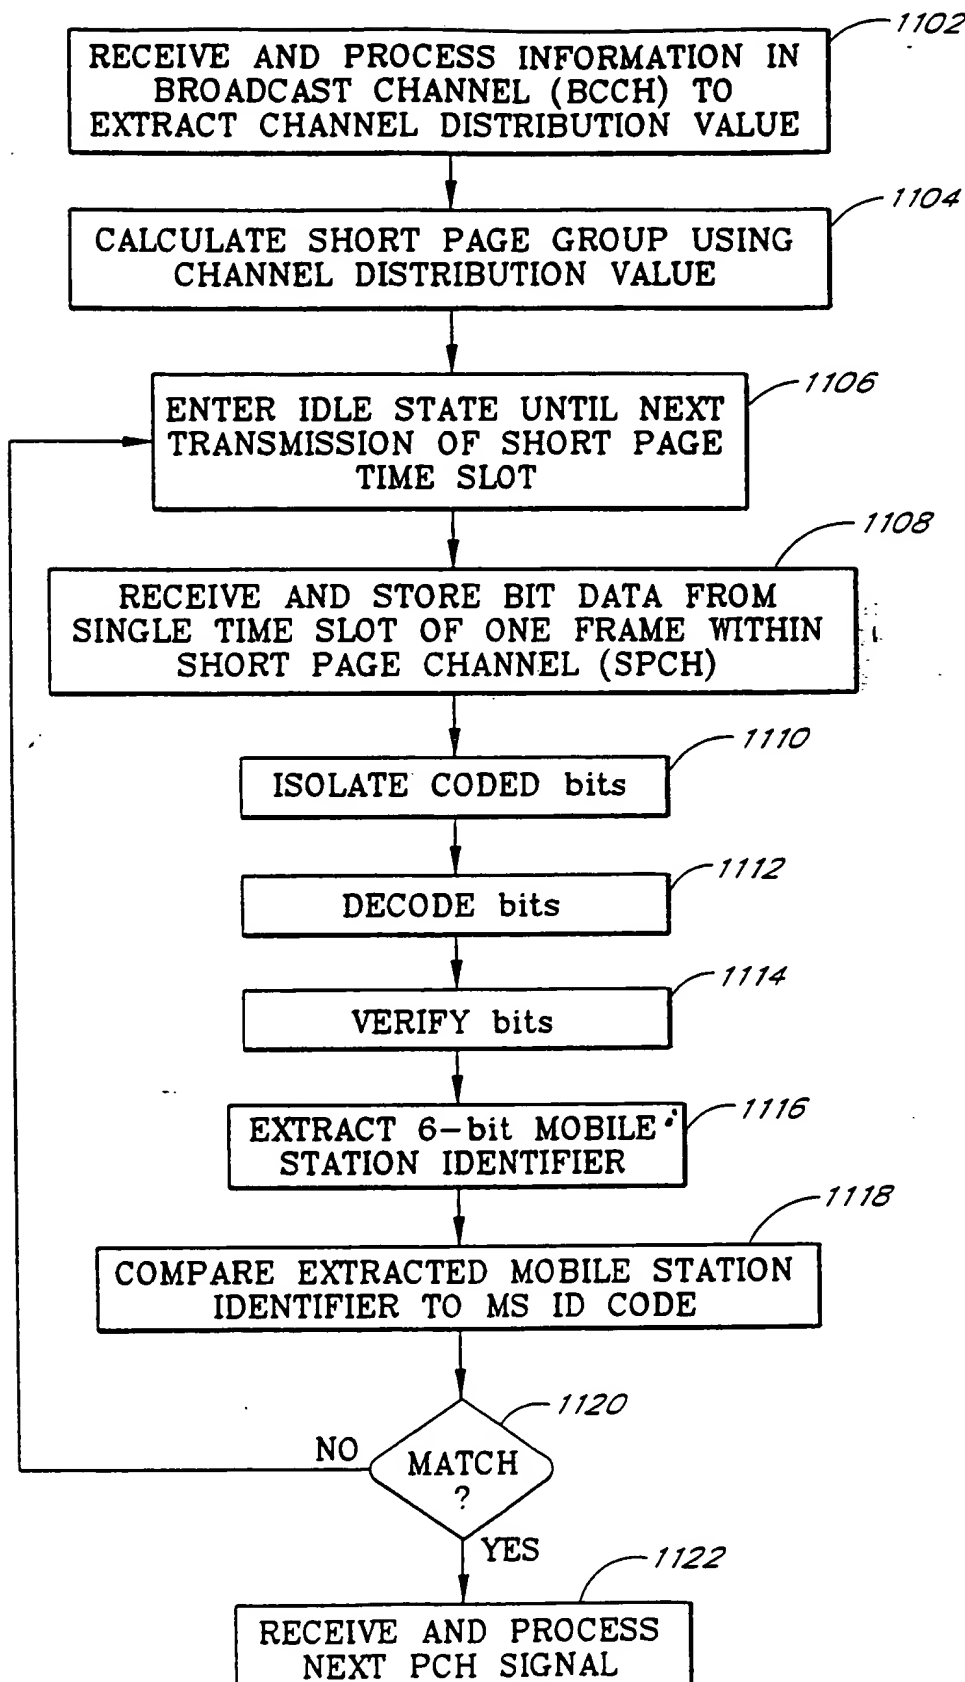 1102
RECEIVE AND PROCESS INFORMATION IN
BROADCAST CHANNEL (BCCH) TO
EXTRACT CHANNEL DISTRIBUTION VALUE
1104
CALCULATE SHORT PAGE GROUP USING
CHANNEL DISTRIBUTION VALUE
1106
ENTER IDLE STATE UNTIL NEXT
TRANSMISSION OF SHORT PAGE
TIME SLOT
1108
RECEIVE AND STORE BIT DATA FROM
SINGLE TIME SLOT OF ONE FRAME WITHIN
SHORT PAGE CHANNEL (SPCH)
1110
ISOLATE CODED bits
1112
DECODE bits
1114
VERIFY bits
1116
EXTRACT 6-bit MOBILE
STATION IDENTIFIER
1118
COMPARE EXTRACTED MOBILE STATION
IDENTIFIER TO MS ID CODE
1120
NO
MATCH
?
YES
1122
RECEIVE AND PROCESS
NEXT PCH SIGNAL